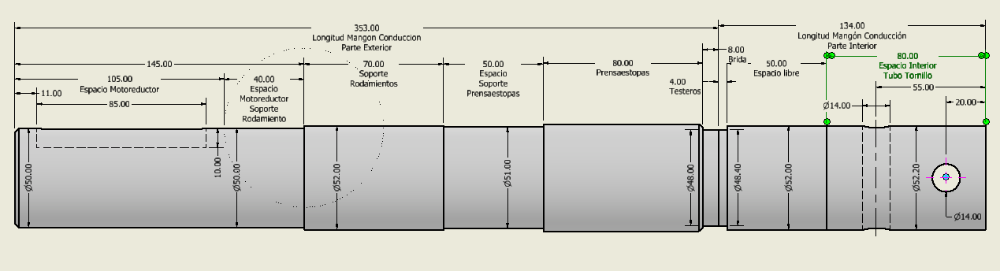 353.00
Longitud Mangon Conduccion
Parte Exterior
134.00
Longitud Mangón Conducción
Parte Interior
145.00
70.00
Soporte
Rodamientos
50.00
Espacio
Soporte
Prensaestopas
80.00
Prensaestopas
8.00
Brida
50.00
Espacio libre
80.00
Espacio Interior
Tubo Tornillo
105.00
Espacio Motoreductor
40.00
Espacio
Motoreductor
Soporte
Rodamiento
4.00
Testeros
55.00
11.00
85.00
Ø14.00
20.00
Ø50.00
10.00
Ø50.00
Ø52.00
Ø51.00
Ø48.00
Ø48.40
Ø52.00
Ø52.20
Ø14.00